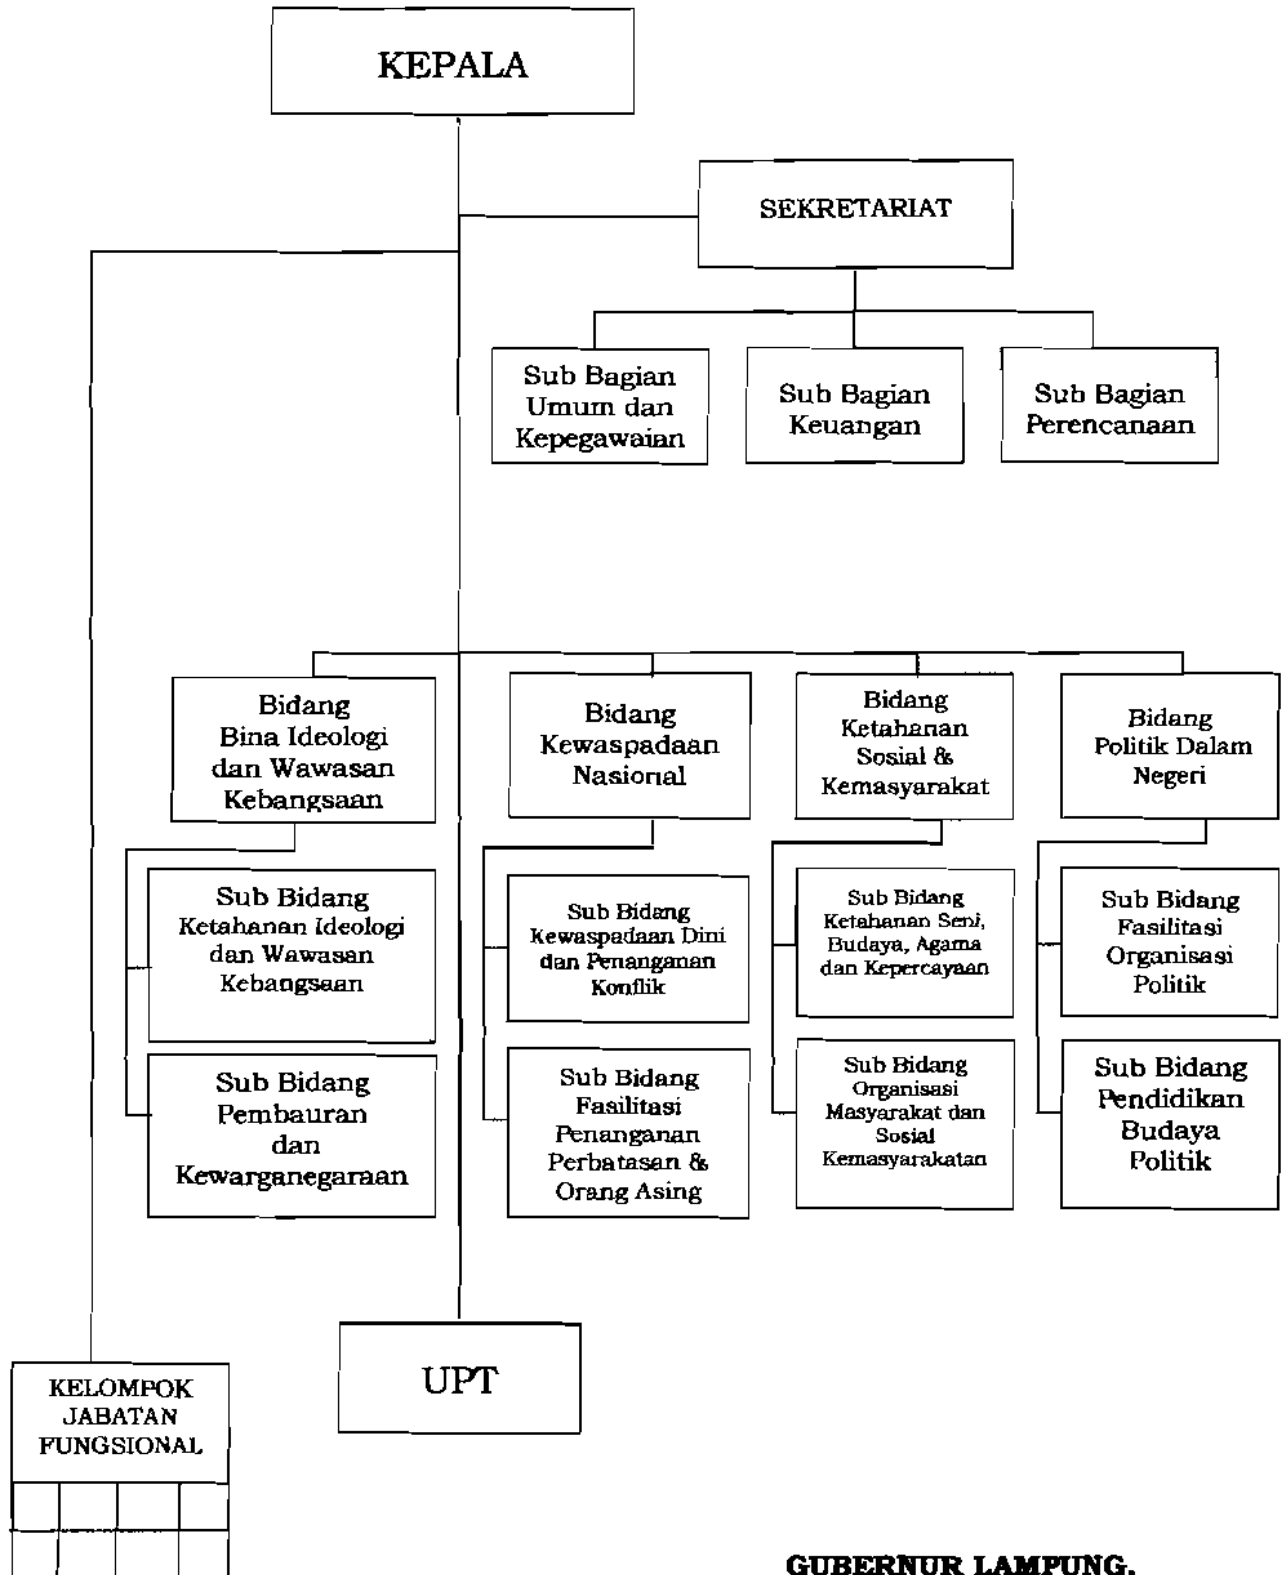 KEPALA
SEKRETARIAT
Sub Bagian
Umum dan
Kepegawaian
Sub Bagian
Keuangan
Sub Bagian
Perencanaan
Bidang
Bina Ideologi
dan Wawasan
Kebangsaan
Bidang
Kewaspadaan
Nasional
Bidang
Ketahanan
Sosial &
Kemasyarakat
Bidang
Politik Dalam
Negeri
Sub Bidang
Ketahanan Ideologi
dan Wawasan
Kebangsaan
Sub Bidang
Kewaspadaan Dini
dan Penanganan
Konflik
Sub Bidang
Ketahanan Seni,
Budaya, Agama
dan Kepercayaan
Sub Bidang
Fasilitasi
Organisasi
Politik
Sub Bidang
Pembauran
dan
Kewarganegaraan
Sub Bidang
Fasilitasi
Penanganan
Perbatasan &
Orang Asing
Sub Bidang
Organisasi
Masyarakat dan
Sosial
Kemasyarakatan
Sub Bidang
Pendidikan
Budaya
Politik
UPT
KELOMPOK
JABATAN
FUNGSIONAL
GUBERNUR LAMPUNG,